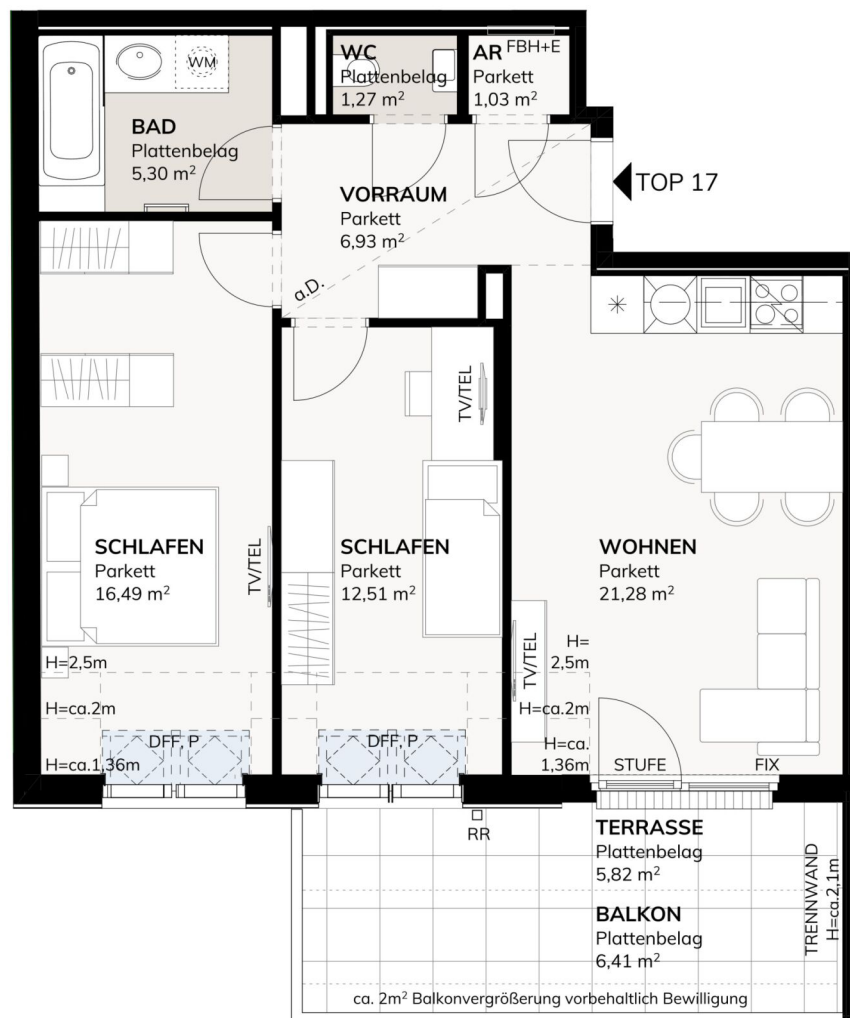 WC
Plattenbelag
1,27 m²
AR
FBH+E
Parkett
1,03 m²
WM
BAD
Plattenbelag
5,30 m²
VORRAUM
Parkett
6,93 m²
TOP 17
a.D.
TV/TEL
SCHLAFEN
Parkett
16,49 m²
TV/TEL
SCHLAFEN
Parkett
12,51 m²
WOHNEN
Parkett
21,28 m²
TV/TEL
H=2,5m
H=ca.2m
H=ca.1,36m
DFF, P
DFF, P
H=
2,5m
H=ca.2m
H=ca.
1,36m
STUFE
FIX
RR
TERRASSE
Plattenbelag
5,82 m²
BALKON
Plattenbelag
6,41 m²
TRENNWAND
H=ca.2,1m
ca. 2m² Balkonvergrößerung vorbehaltlich Bewilligung